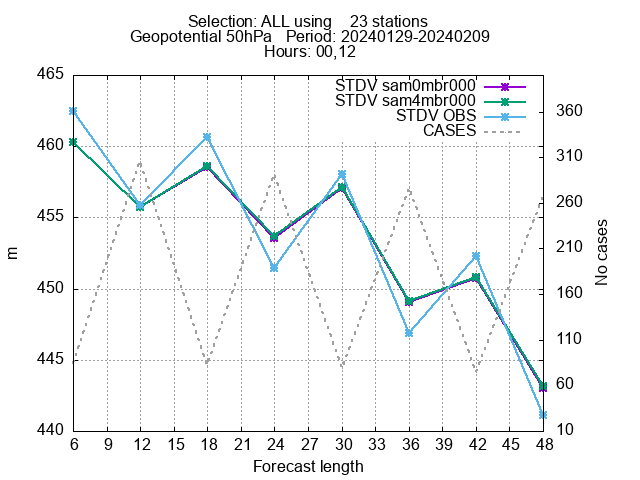 Selection: ALL using 23 stations
Geopotential 50hPa Period: 20240129-20240209
Hours: 00,12
STDV sam0mbr000
STDV sam4mbr000
STDV OBS
CASES
465
460
455
450
445
440
m
360
310
260
210
160
110
60
10
No cases
6 9 12 15 18 21 24 27 30 33 36 39 42 45 48
Forecast length